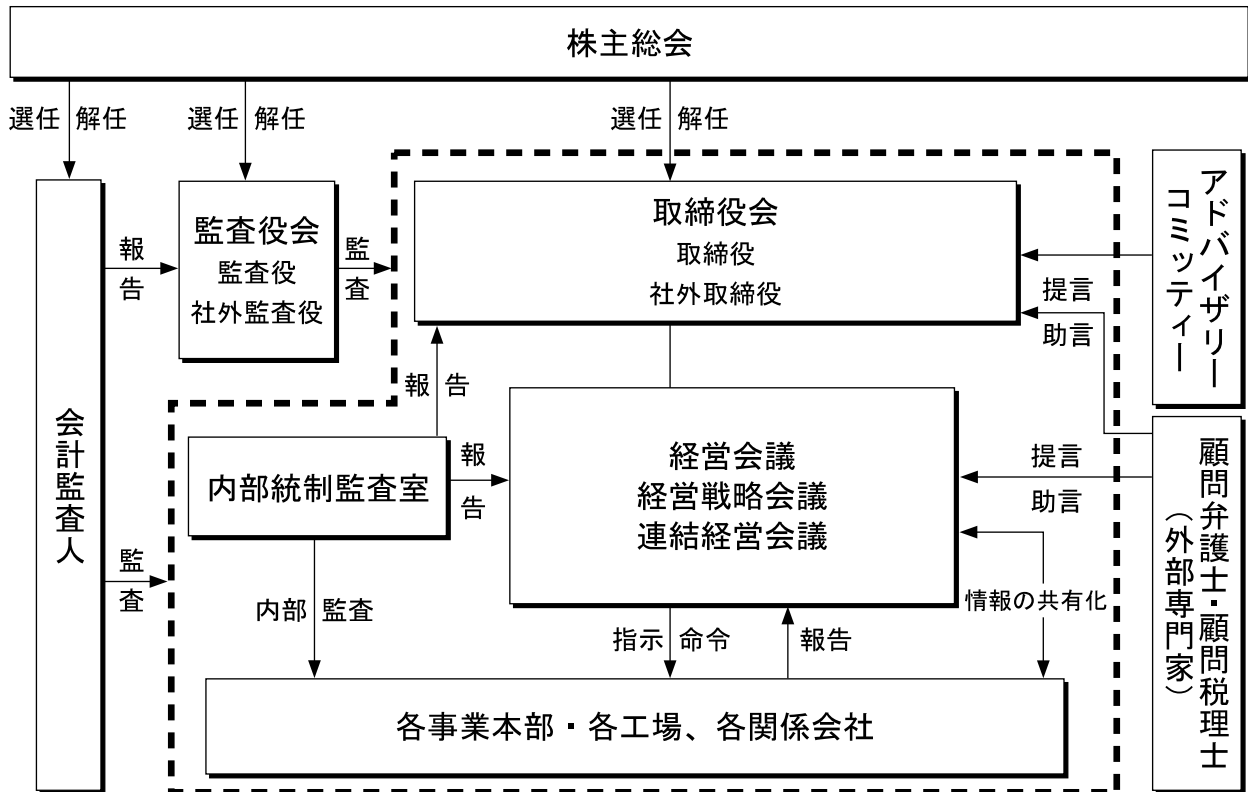 株主総会
選任 解任
選任 解任
選任 解任
会計監査人
報告
監査
監査役会
監査役
社外監査役
監査
取締役会
取締役
社外取締役
アドバイザリー
コミッティー
提言
助言
報告
内部統制監査室
報告
経営会議
経営戦略会議
連結経営会議
提言
助言
顧問弁護士・顧問税理士
（外部専門家）
内部 監査
指示 命令
報告
情報の共有化
各事業本部・各工場、各関係会社